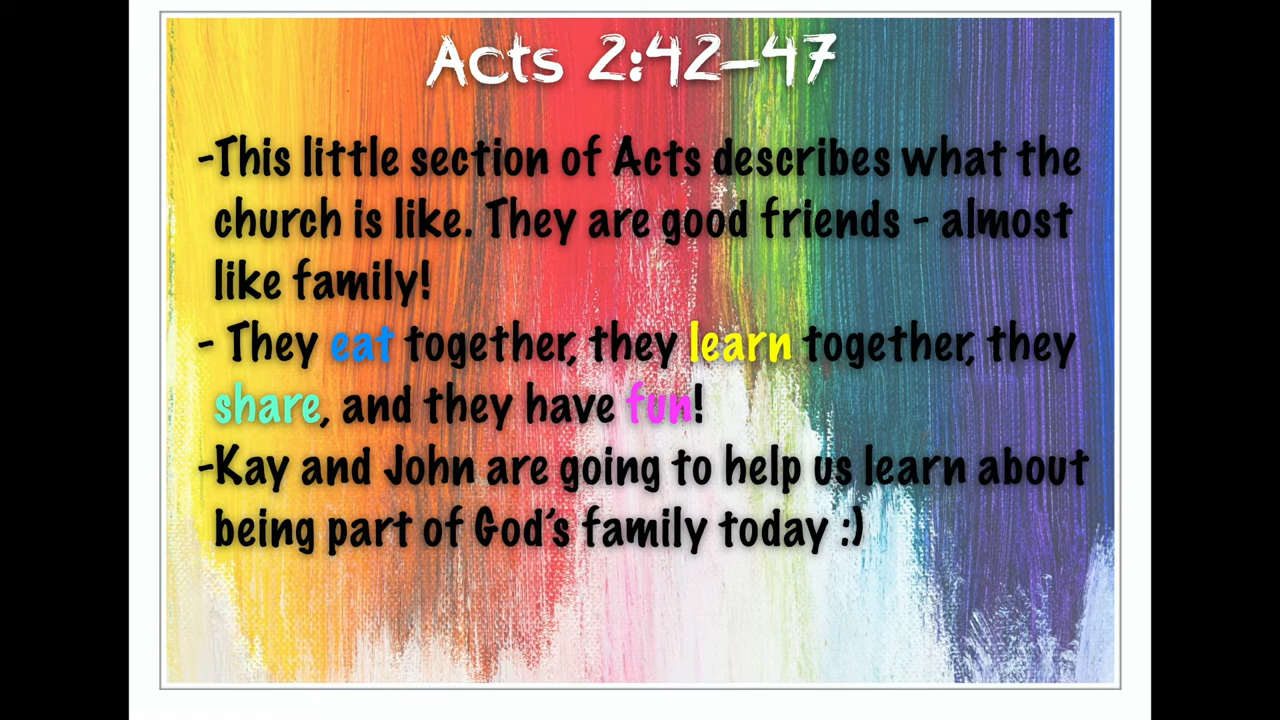 Acts 2:42-47
-This little section of Acts describes what the
church is like. They are good friends - almost
like family!
- They eat together, they learn together, they
share, and they have fun!
-Kay and John are going to help us learn about
being part of God's family today :)